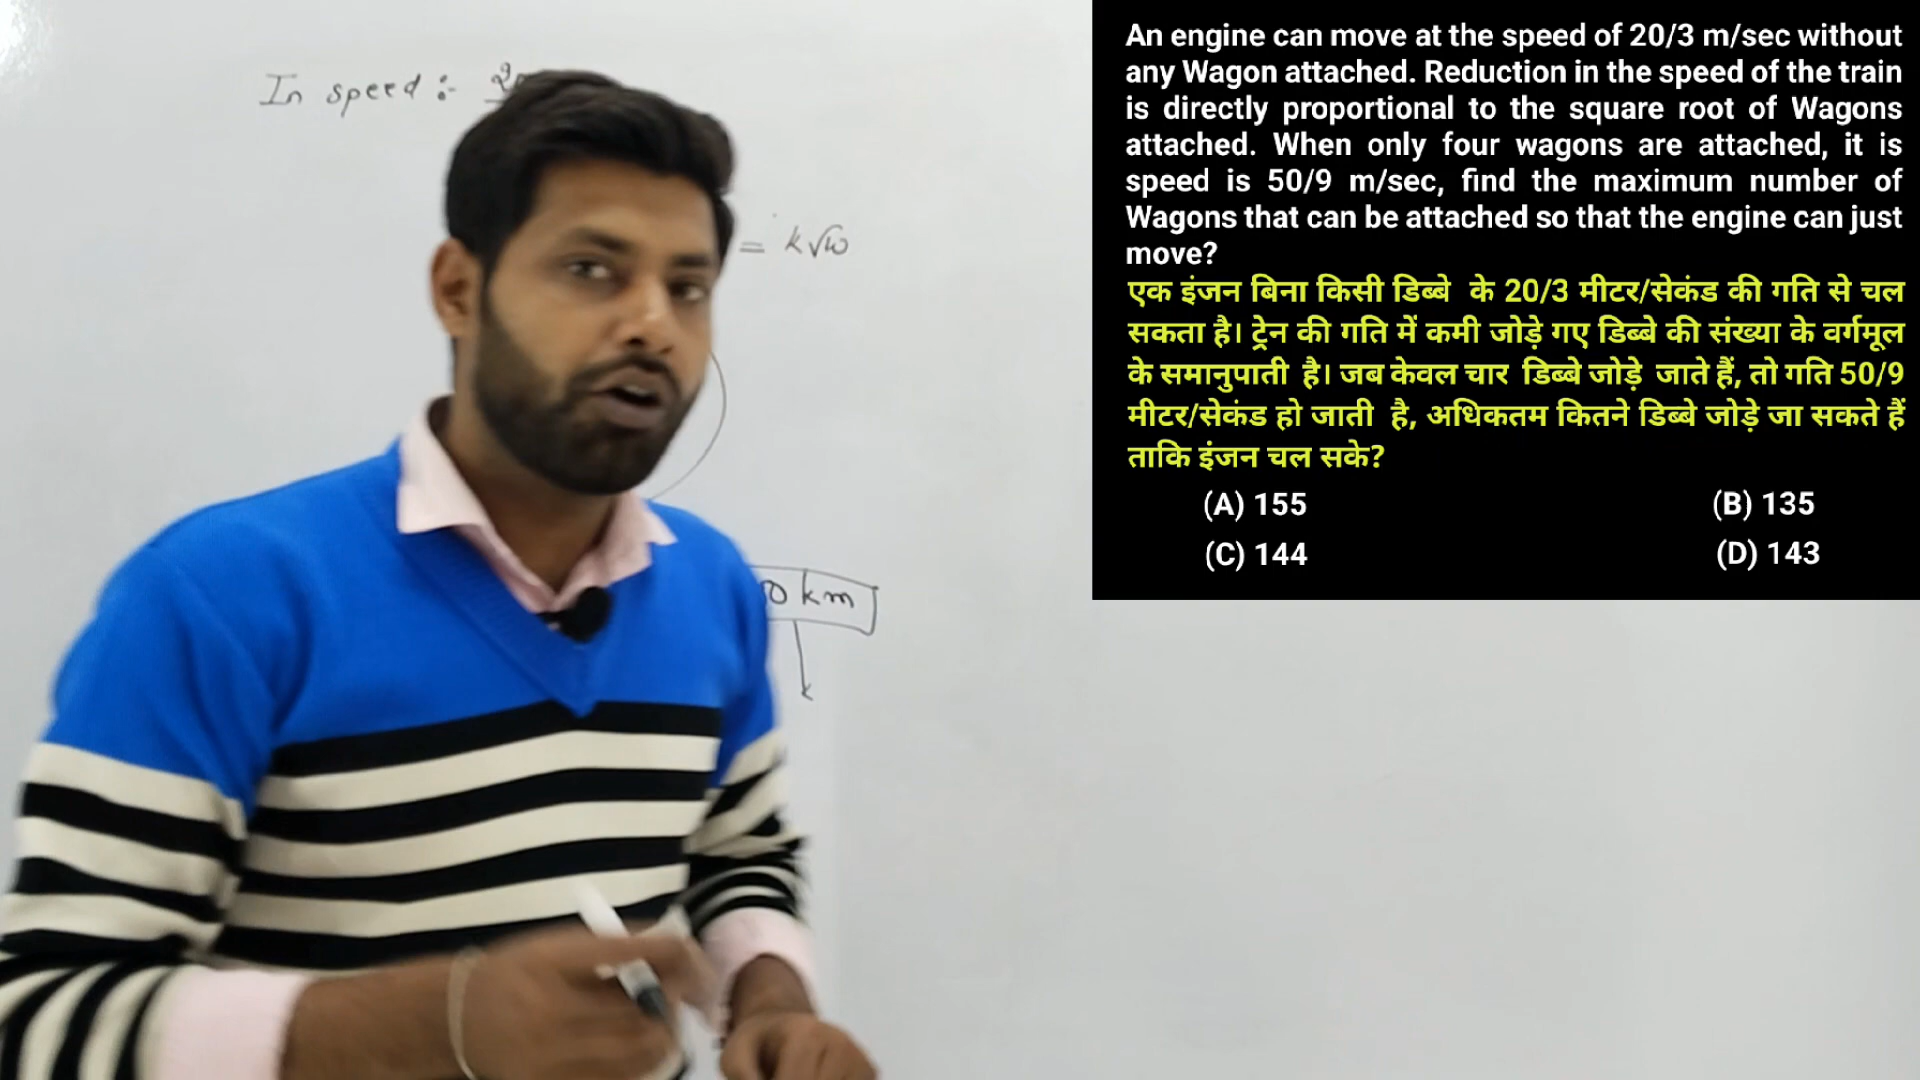 In speed :-
= k√w
0 km
An engine can move at the speed of 20/3 m/sec without
any Wagon attached. Reduction in the speed of the train
is directly proportional to the square root of Wagons
attached. When only four wagons are attached, it is
speed is 50/9 m/sec, find the maximum number of
Wagons that can be attached so that the engine can just
move?
एक इंजन बिना किसी डिब्बे के 20/3 मीटर/सेकंड की गति से चल
सकता है। ट्रेन की गति में कमी जोड़े गए डिब्बे की संख्या के वर्गमूल
के समानुपाती है। जब केवल चार डिब्बे जोड़े जाते हैं, तो गति 50/9
मीटर/सेकंड हो जाती है, अधिकतम कितने डिब्बे जोड़े जा सकते हैं
ताकि इंजन चल सके?
(A) 155 (B) 135
(C) 144 (D) 143